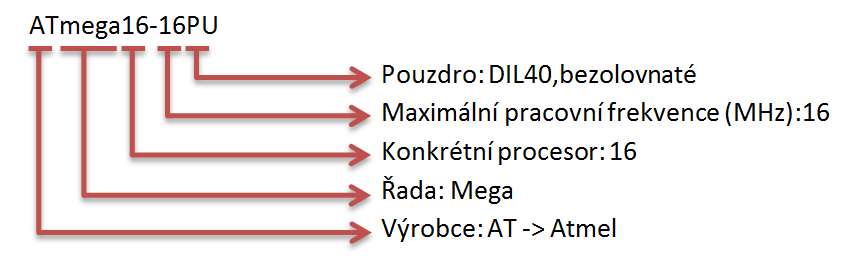 ATmega16-16PU
Pouzdro: DIL40,bezolovnaté
Maximální pracovní frekvence (MHz):16
Konkrétní procesor: 16
Řada: Mega
Výrobce: AT -> Atmel